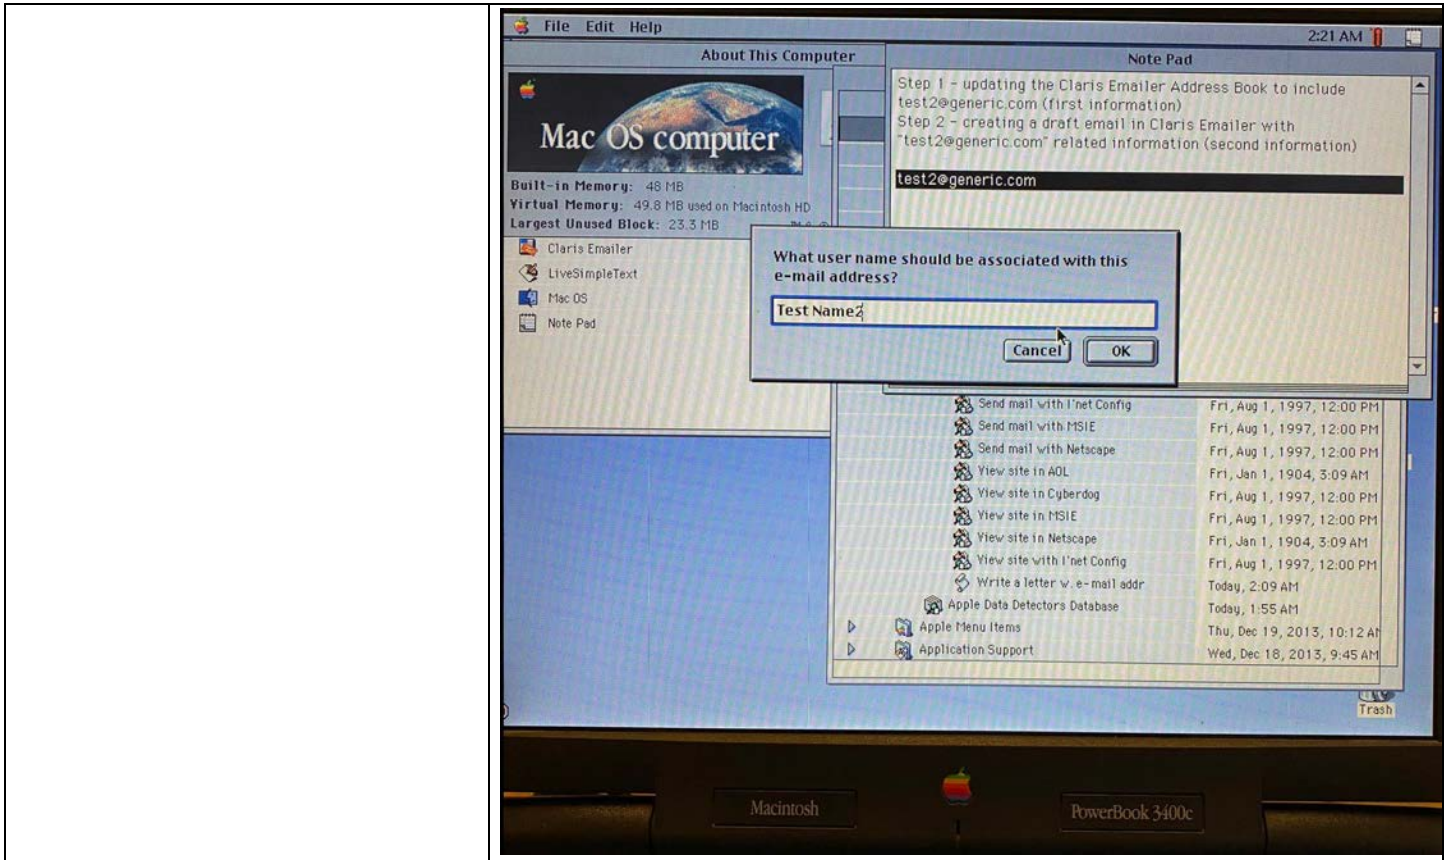 File Edit Help
2:21 AM
About This Computer
Mac OS computer
Built-in Memory: 48 MB
Virtual Memory: 49.8 MB used on Macintosh HD
Largest Unused Block: 23.3 MB
Claris Emailer
LiveSimpleText
Mac OS
Note Pad
Note Pad
Step 1 - updating the Claris Emailer Address Book to include
test2@generic.com (first information)
Step 2 - creating a draft email in Claris Emailer with
"test2@generic.com" related information (second information)
test2@generic.com
What user name should be associated with this
e-mail address?
Test Name2
Cancel OK
Send mail with I'net Config Fri, Aug 1, 1997, 12:00 PM
Send mail with MSIE Fri, Aug 1, 1997, 12:00 PM
Send mail with Netscape Fri, Aug 1, 1997, 12:00 PM
View site in AOL Fri, Jan 1, 1904, 3:09 AM
View site in Cyberdog Fri, Aug 1, 1997, 12:00 PM
View site in MSIE Fri, Aug 1, 1997, 12:00 PM
View site in Netscape Fri, Jan 1, 1904, 3:09 AM
View site with I'net Config Fri, Aug 1, 1997, 12:00 PM
Write a letter w. e-mail addr Today, 2:09 AM
Apple Data Detectors Database Today, 1:55 AM
Apple Menu Items Thu, Dec 19, 2013, 10:12 AM
Application Support Wed, Dec 18, 2013, 9:45 AM
Trash
Macintosh PowerBook 3400c